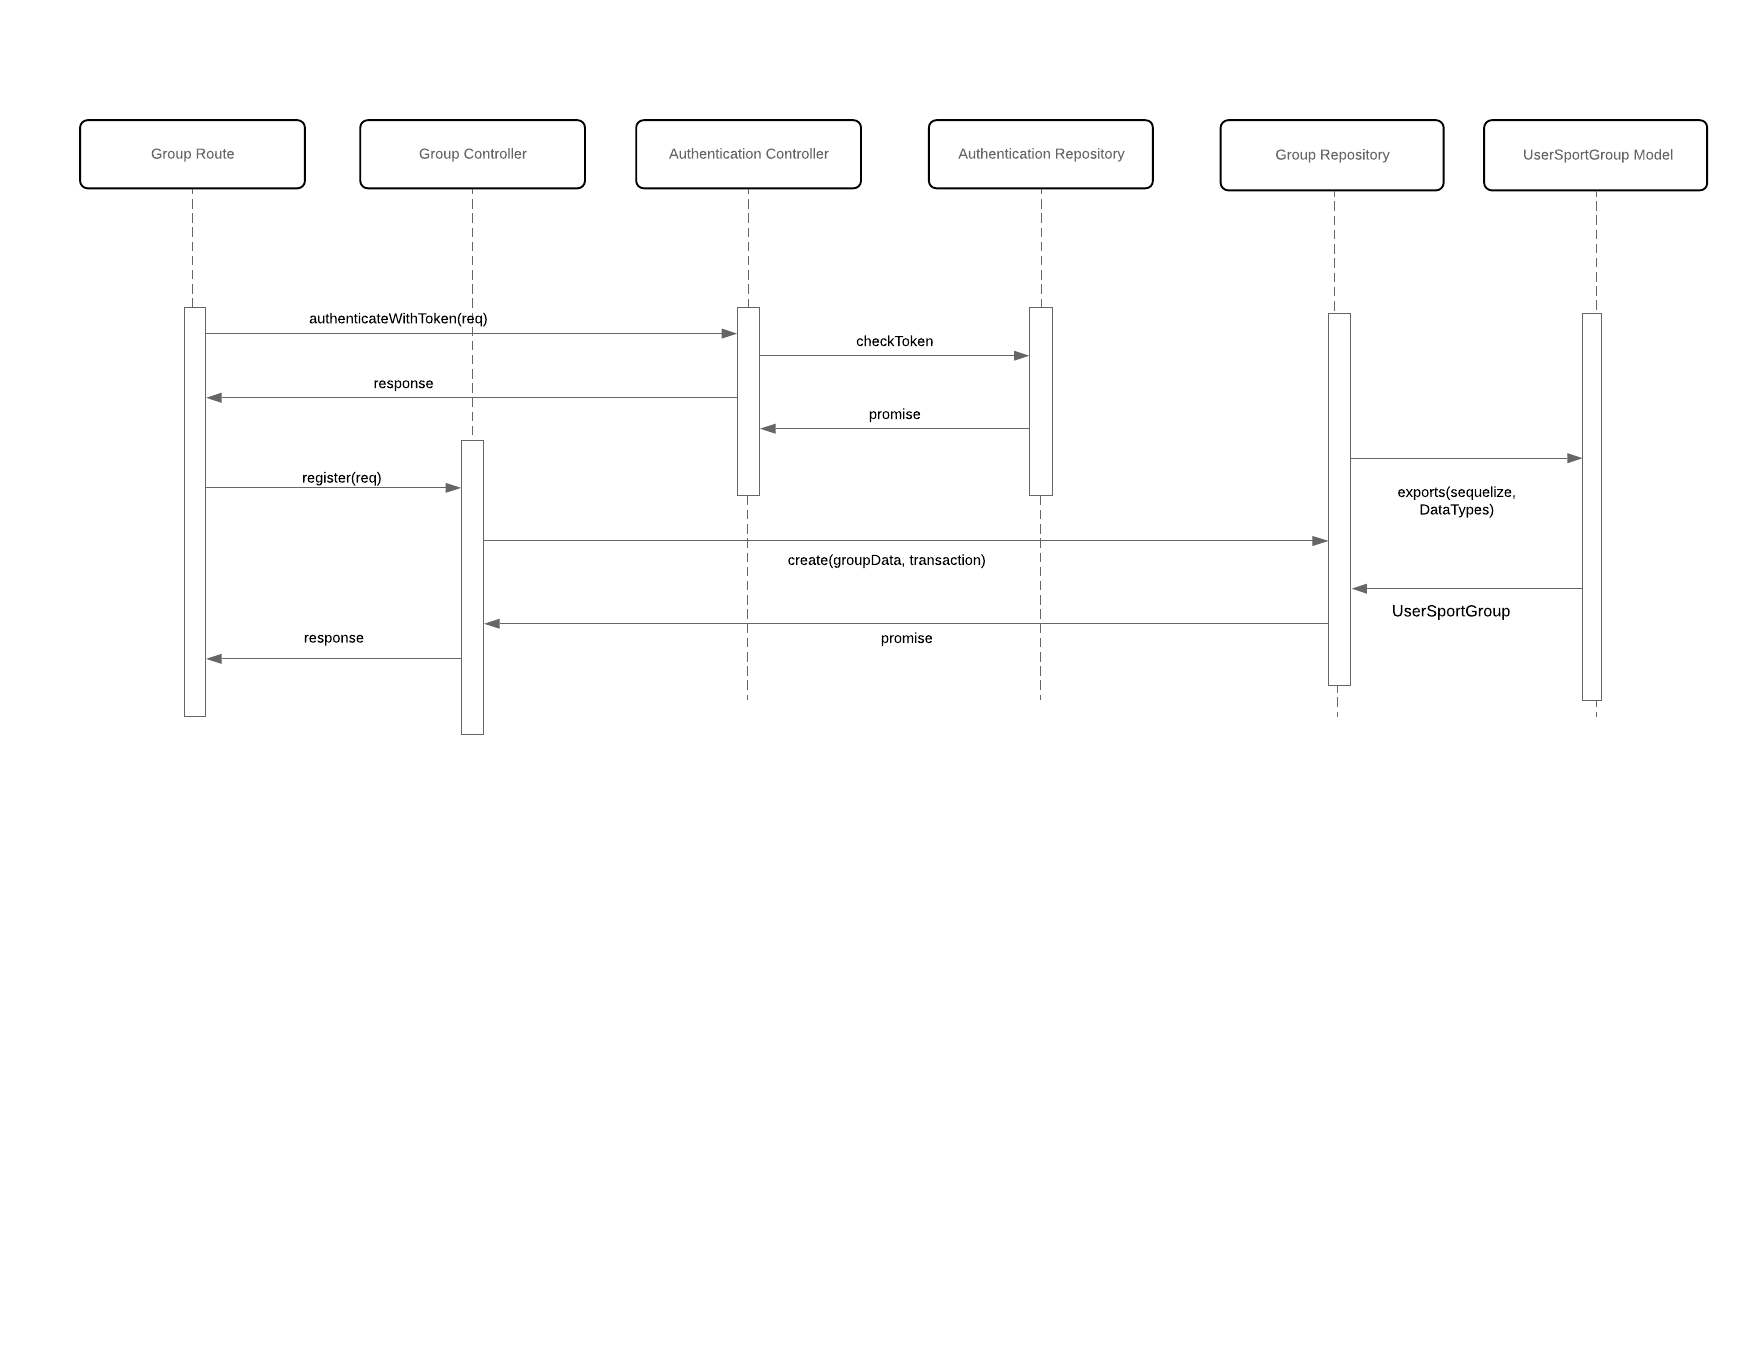 Group Route
Group Controller
Authentication Controller
Authentication Repository
Group Repository
UserSportGroup Model
authenticateWithToken(req)
checkToken
response
promise
register(req)
exports(sequelize,
DataTypes)
create(groupData, transaction)
UserSportGroup
response
promise